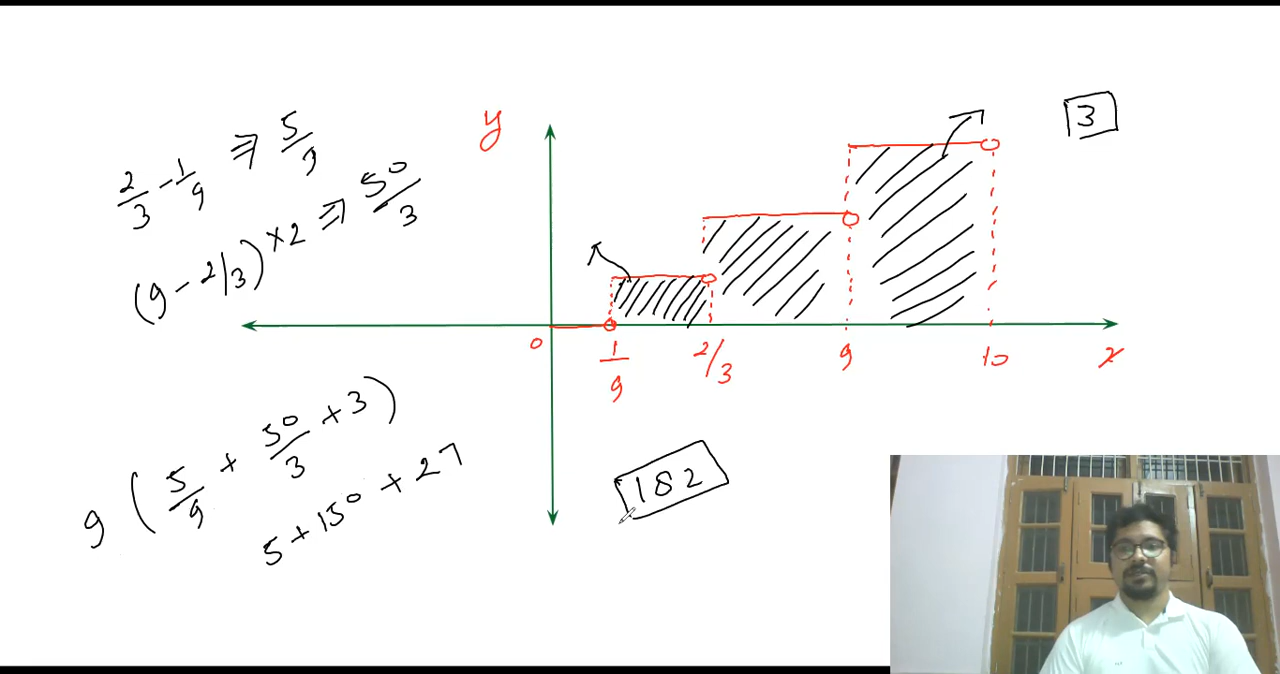 2/3 - 1/9 ⇒ 5/9
(9 - 2/3) × 2 ⇒ 50/3
y
3
0
1/9
2/3
9
10
x
9 (5/9 + 50/3 + 3)
5 + 150 + 27
182